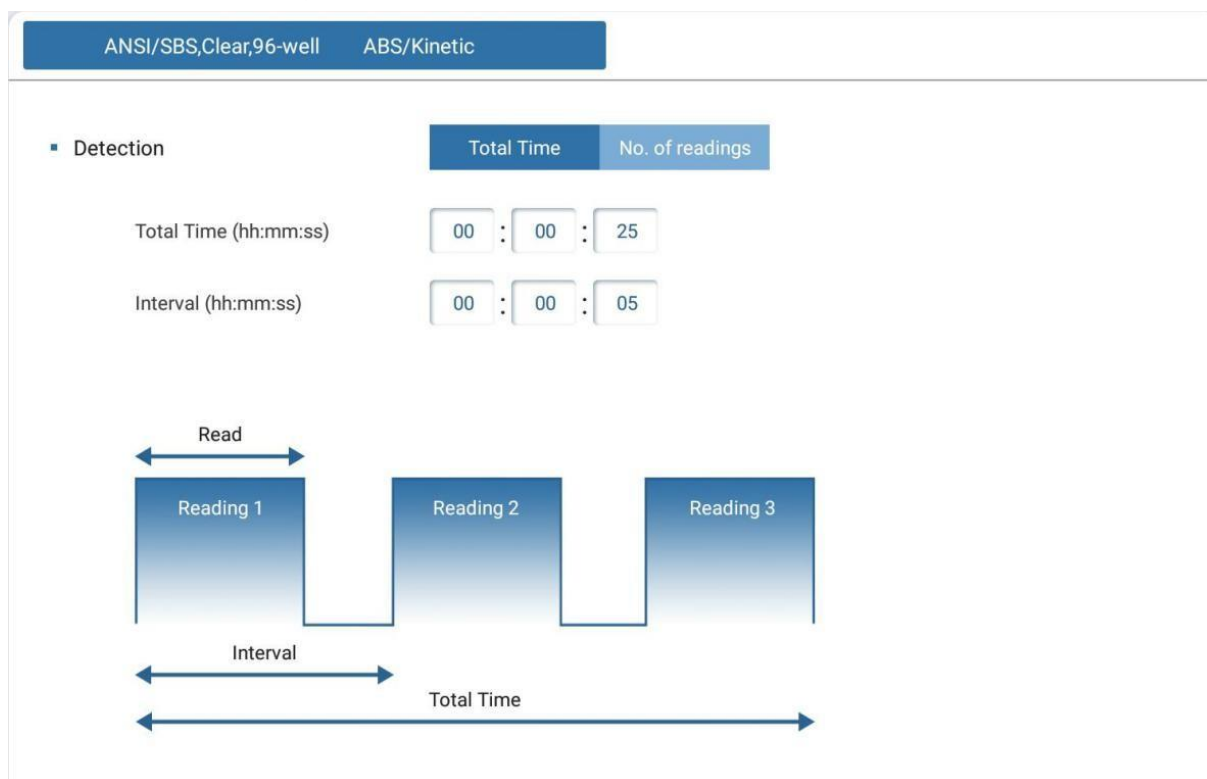 ANSI/SBS,Clear,96-well ABS/Kinetic
Detection Total Time No. of readings
Total Time (hh:mm:ss) 00 : 00 : 25
Interval (hh:mm:ss) 00 : 00 : 05
Read
Reading 1 Reading 2 Reading 3
Interval
Total Time